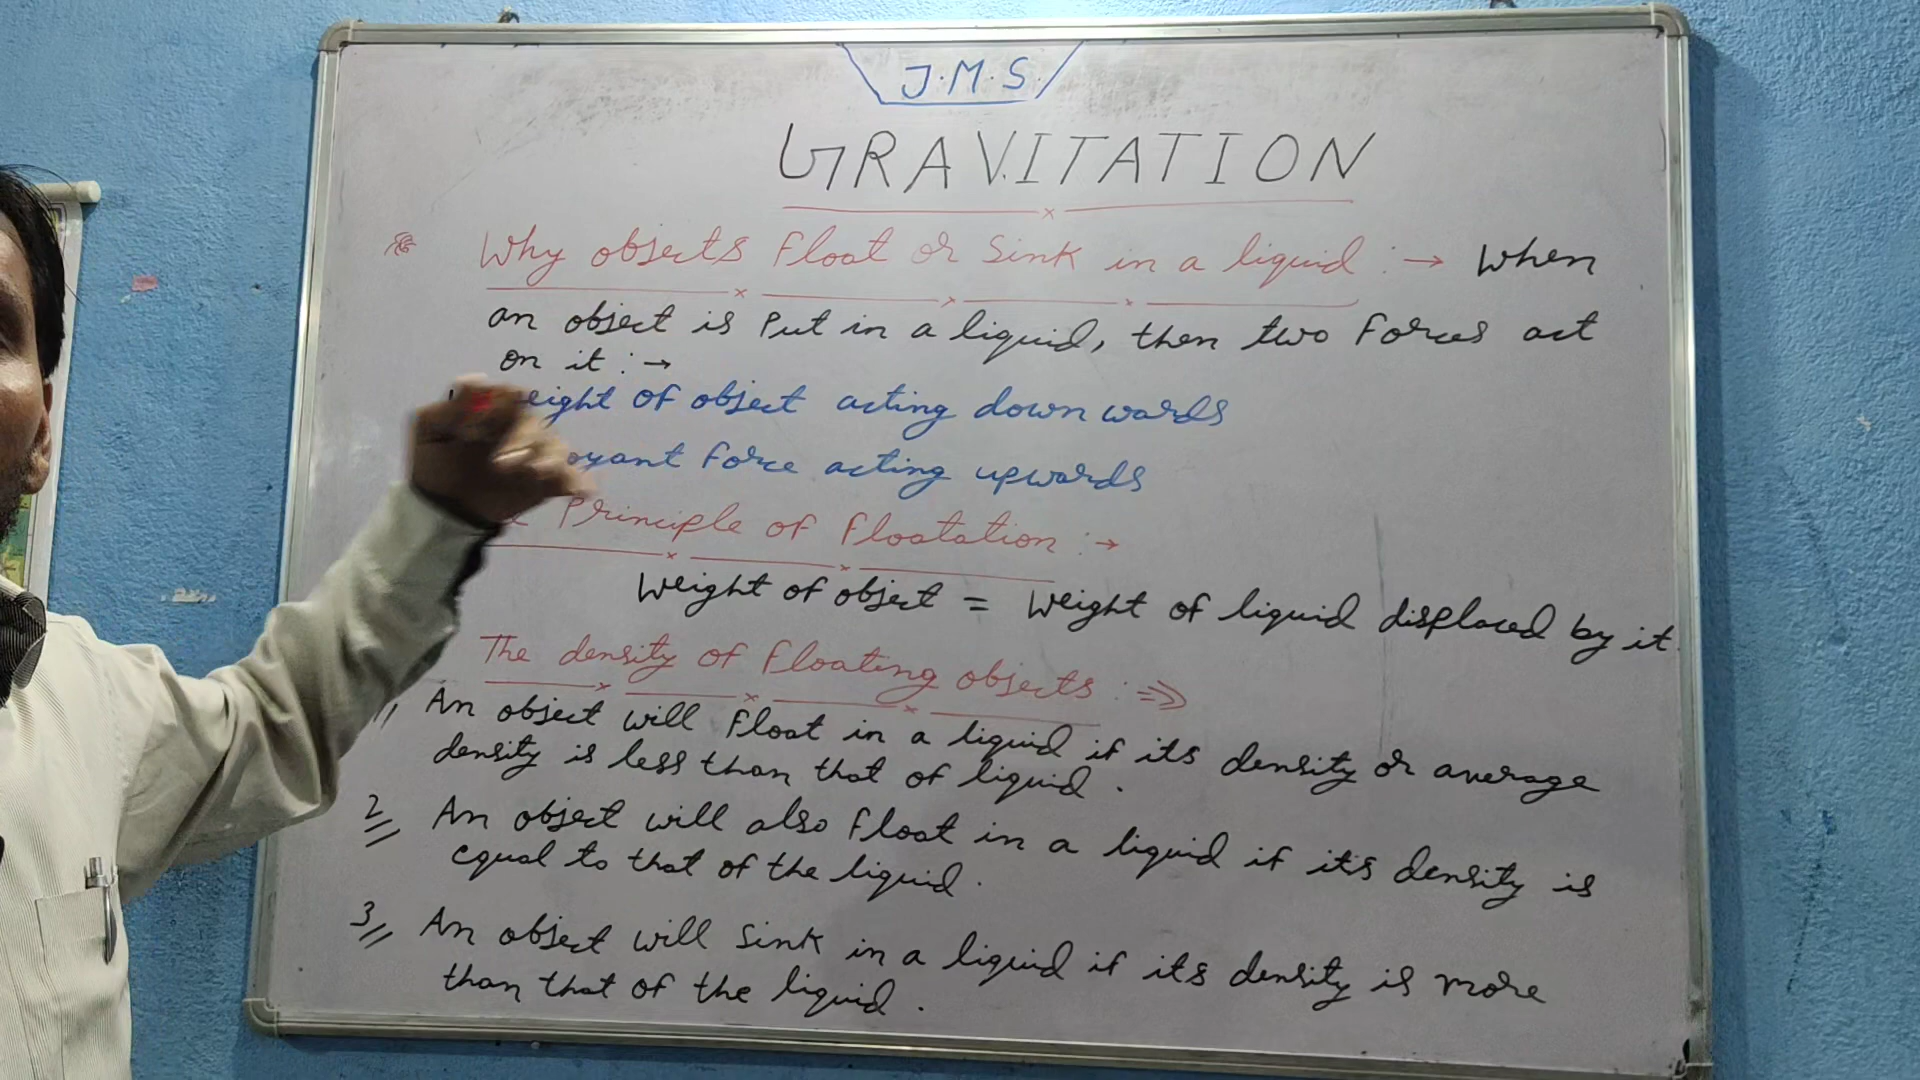 J.M.S.
GRAVITATION
Why objects Float or Sink in a liquid :→ When
an object is Put in a liquid, then two Forces act
on it :→
eight of object acting down wards
oyant Force acting upwards
Principle of Floatation :→
Weight of object = Weight of liquid displaced by it.
The density of Floating objects :⇒>
1, An object will Float in a liquid if its density or average
density is less than that of liquid.
2, An object will also Float in a liquid if it's density is
equal to that of the liquid.
3, An object will Sink in a liquid if its density is more
than that of the liquid.